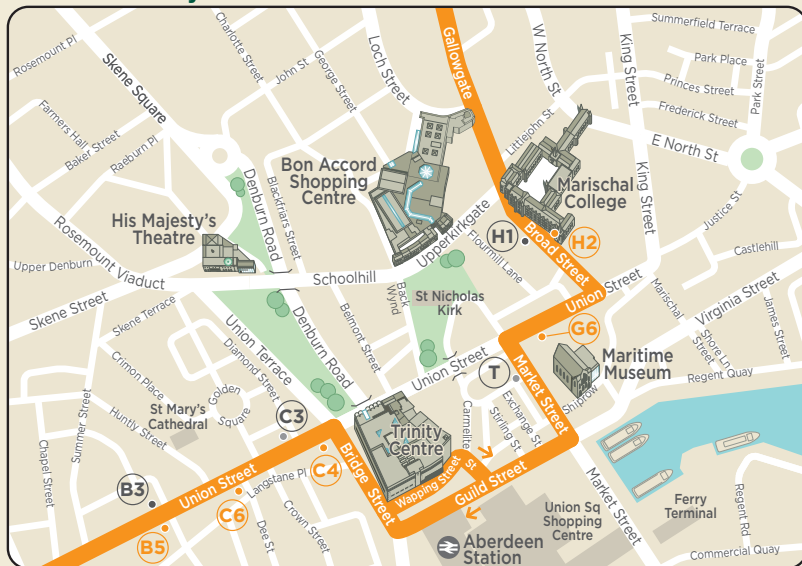 Rosemount Pl
Skene Square
Charlotte Street
John St
George Street
Loch Street
Gallowgate
W North St
King Street
Summerfield Terrace
Park Place
Park Street
Princes Street
Frederick Street
Farmers Hall
Baker Street
Raeburn Pl
Littlejohn St
E North St
Bon Accord
Shopping
Centre
Marischal
College
King Street
Justice St
Denburn Road
Blackfriars Street
His Majesty's
Theatre
Rosemount Viaduct
Upper Denburn
Schoolhill
Upperkirkgate
Flourmill Lane
H1
H2
Broad Street
Castlehill
Skene Street
Skene Terrace
Back
Wynd
St Nicholas
Kirk
Union
Street
Marischal
Street
Virginia Street
James Street
Shore Ln
Union Terrace
Denburn Road
Belmont Street
Diamond Street
Crimon Place
Golden
Square
Union Street
G6
T
Market Street
Maritime
Museum
Regent Quay
Shiprow
Summer Street
Huntly Street
St Mary's
Cathedral
C3
Trinity
Centre
Carmelite
St
Exchange St
Stirling St
Chapel Street
Union Street
C4
Bridge
Street
Wapping Street
Guild Street
Market Street
B3
B5
C6
Langstane Pl
Dee St
Crown Street
Union Sq
Shopping
Centre
Ferry
Terminal
Regent Rd
Aberdeen
Station
Commercial Quay